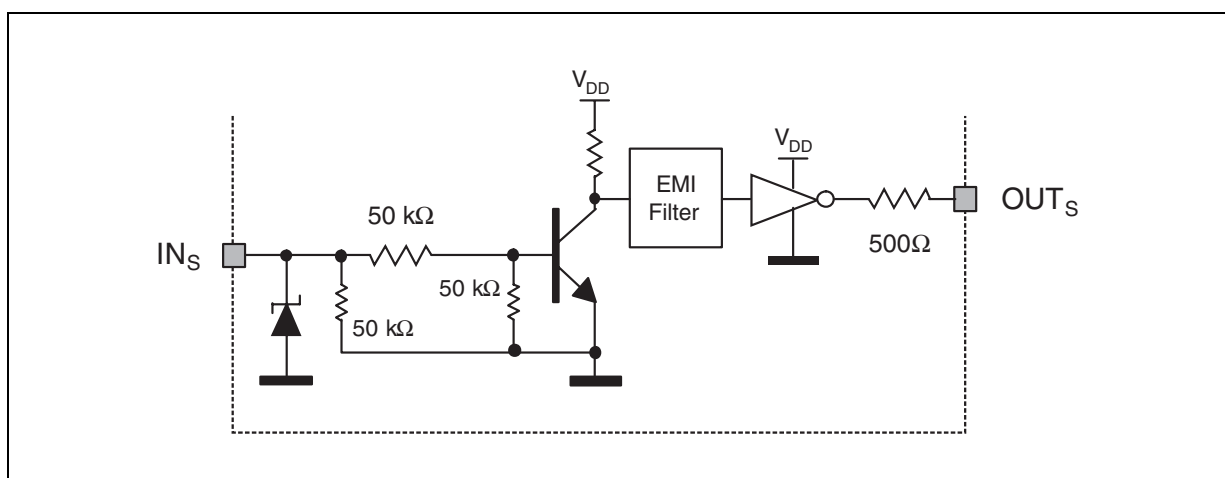 V_DD
V_DD
EMI
Filter
OUT_S
50 kΩ
500Ω
IN_S
50 kΩ
50 kΩ